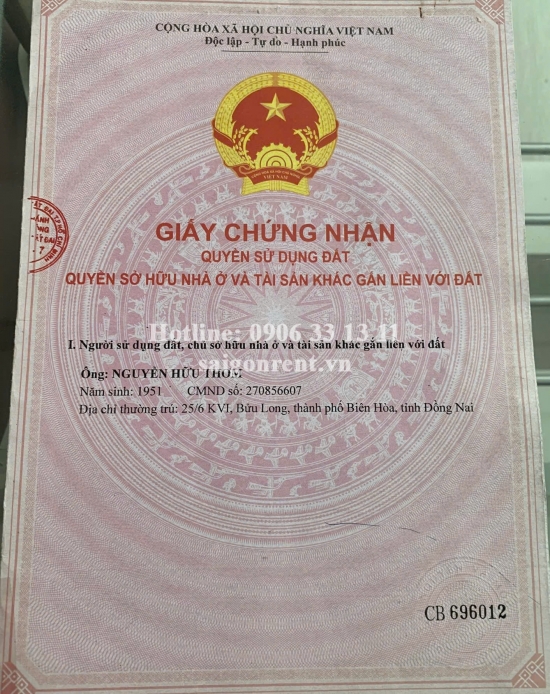 CỘNG HÒA XÃ HỘI CHỦ NGHĨA VIỆT NAM
Độc lập - Tự do - Hạnh phúc
GIẤY CHỨNG NHẬN
QUYỀN SỬ DỤNG ĐẤT
QUYỀN SỞ HỮU NHÀ Ở VÀ TÀI SẢN KHÁC GẮN LIỀN VỚI ĐẤT
Hotline: 0906 33 13 41
I. Người sử dụng đất, chủ sở hữu nhà ở và tài sản khác gắn liền với đất
saigonrent.vn
Ông: NGUYỄN HỮU THƠM
Năm sinh: 1951 CMND số: 270856607
Địa chỉ thường trú: 25/6 KVI, Bửu Long, thành phố Biên Hòa, tỉnh Đồng Nai
CB 696012